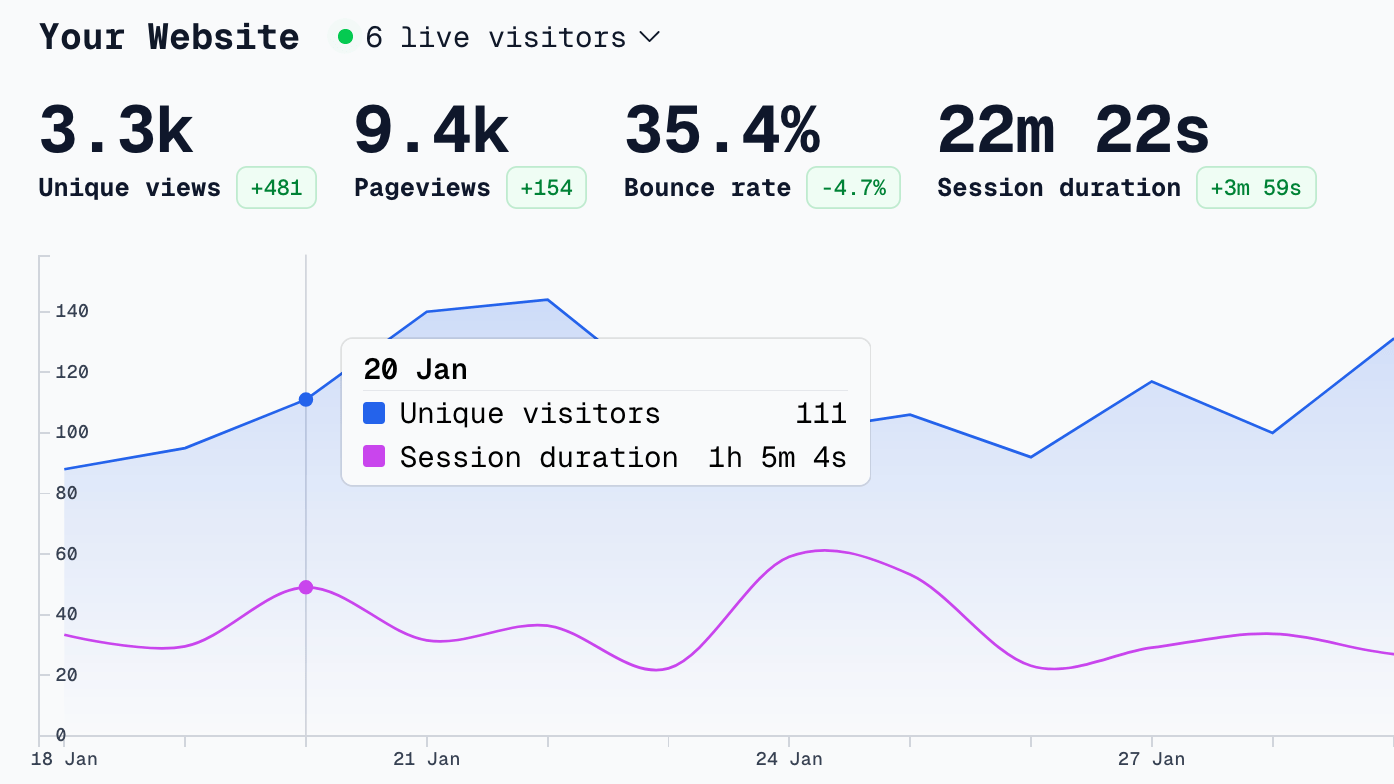 Your Website 6 live visitors
3.3k 9.4k 35.4% 22m 22s
Unique views +481 Pageviews +154 Bounce rate -4.7% Session duration +3m 59s
140
120
100
80
60
40
20
0
20 Jan
Unique visitors 111
Session duration 1h 5m 4s
18 Jan 21 Jan 24 Jan 27 Jan